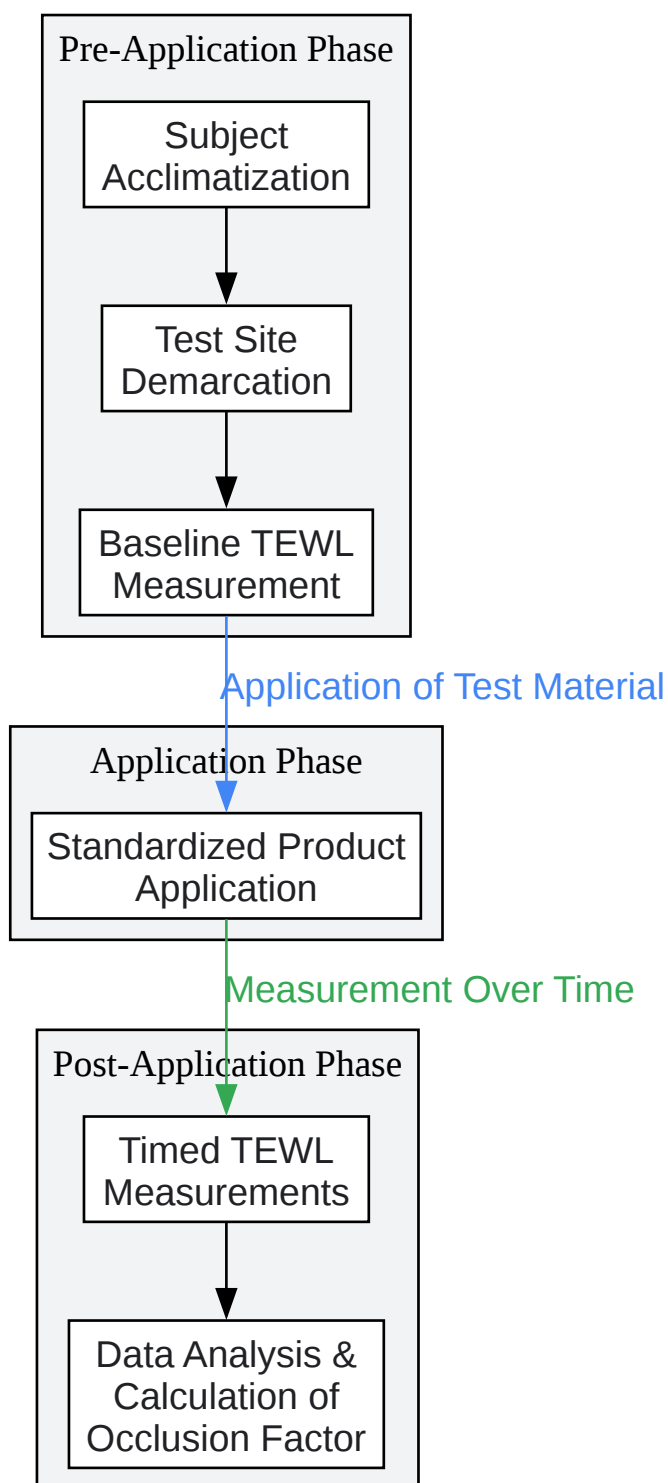 Pre-Application Phase
Subject
Acclimatization
Test Site
Demarcation
Baseline TEWL
Measurement
Application of Test Material
Application Phase
Standardized Product
Application
Measurement Over Time
Post-Application Phase
Timed TEWL
Measurements
Data Analysis &
Calculation of
Occlusion Factor